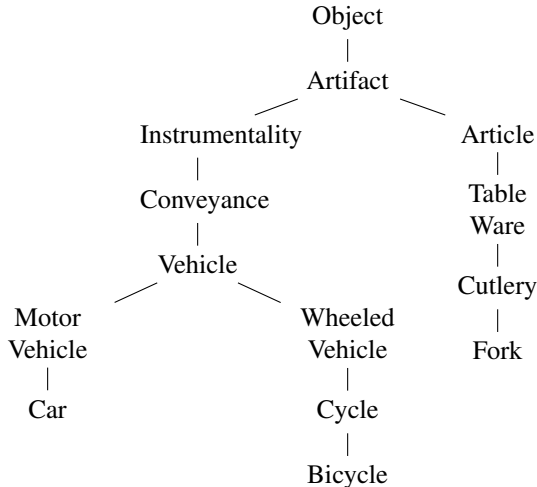 Object
Artifact
Instrumentality
Article
Conveyance
Table
Ware
Vehicle
Cutlery
Motor
Vehicle
Wheeled
Vehicle
Fork
Car
Cycle
Bicycle